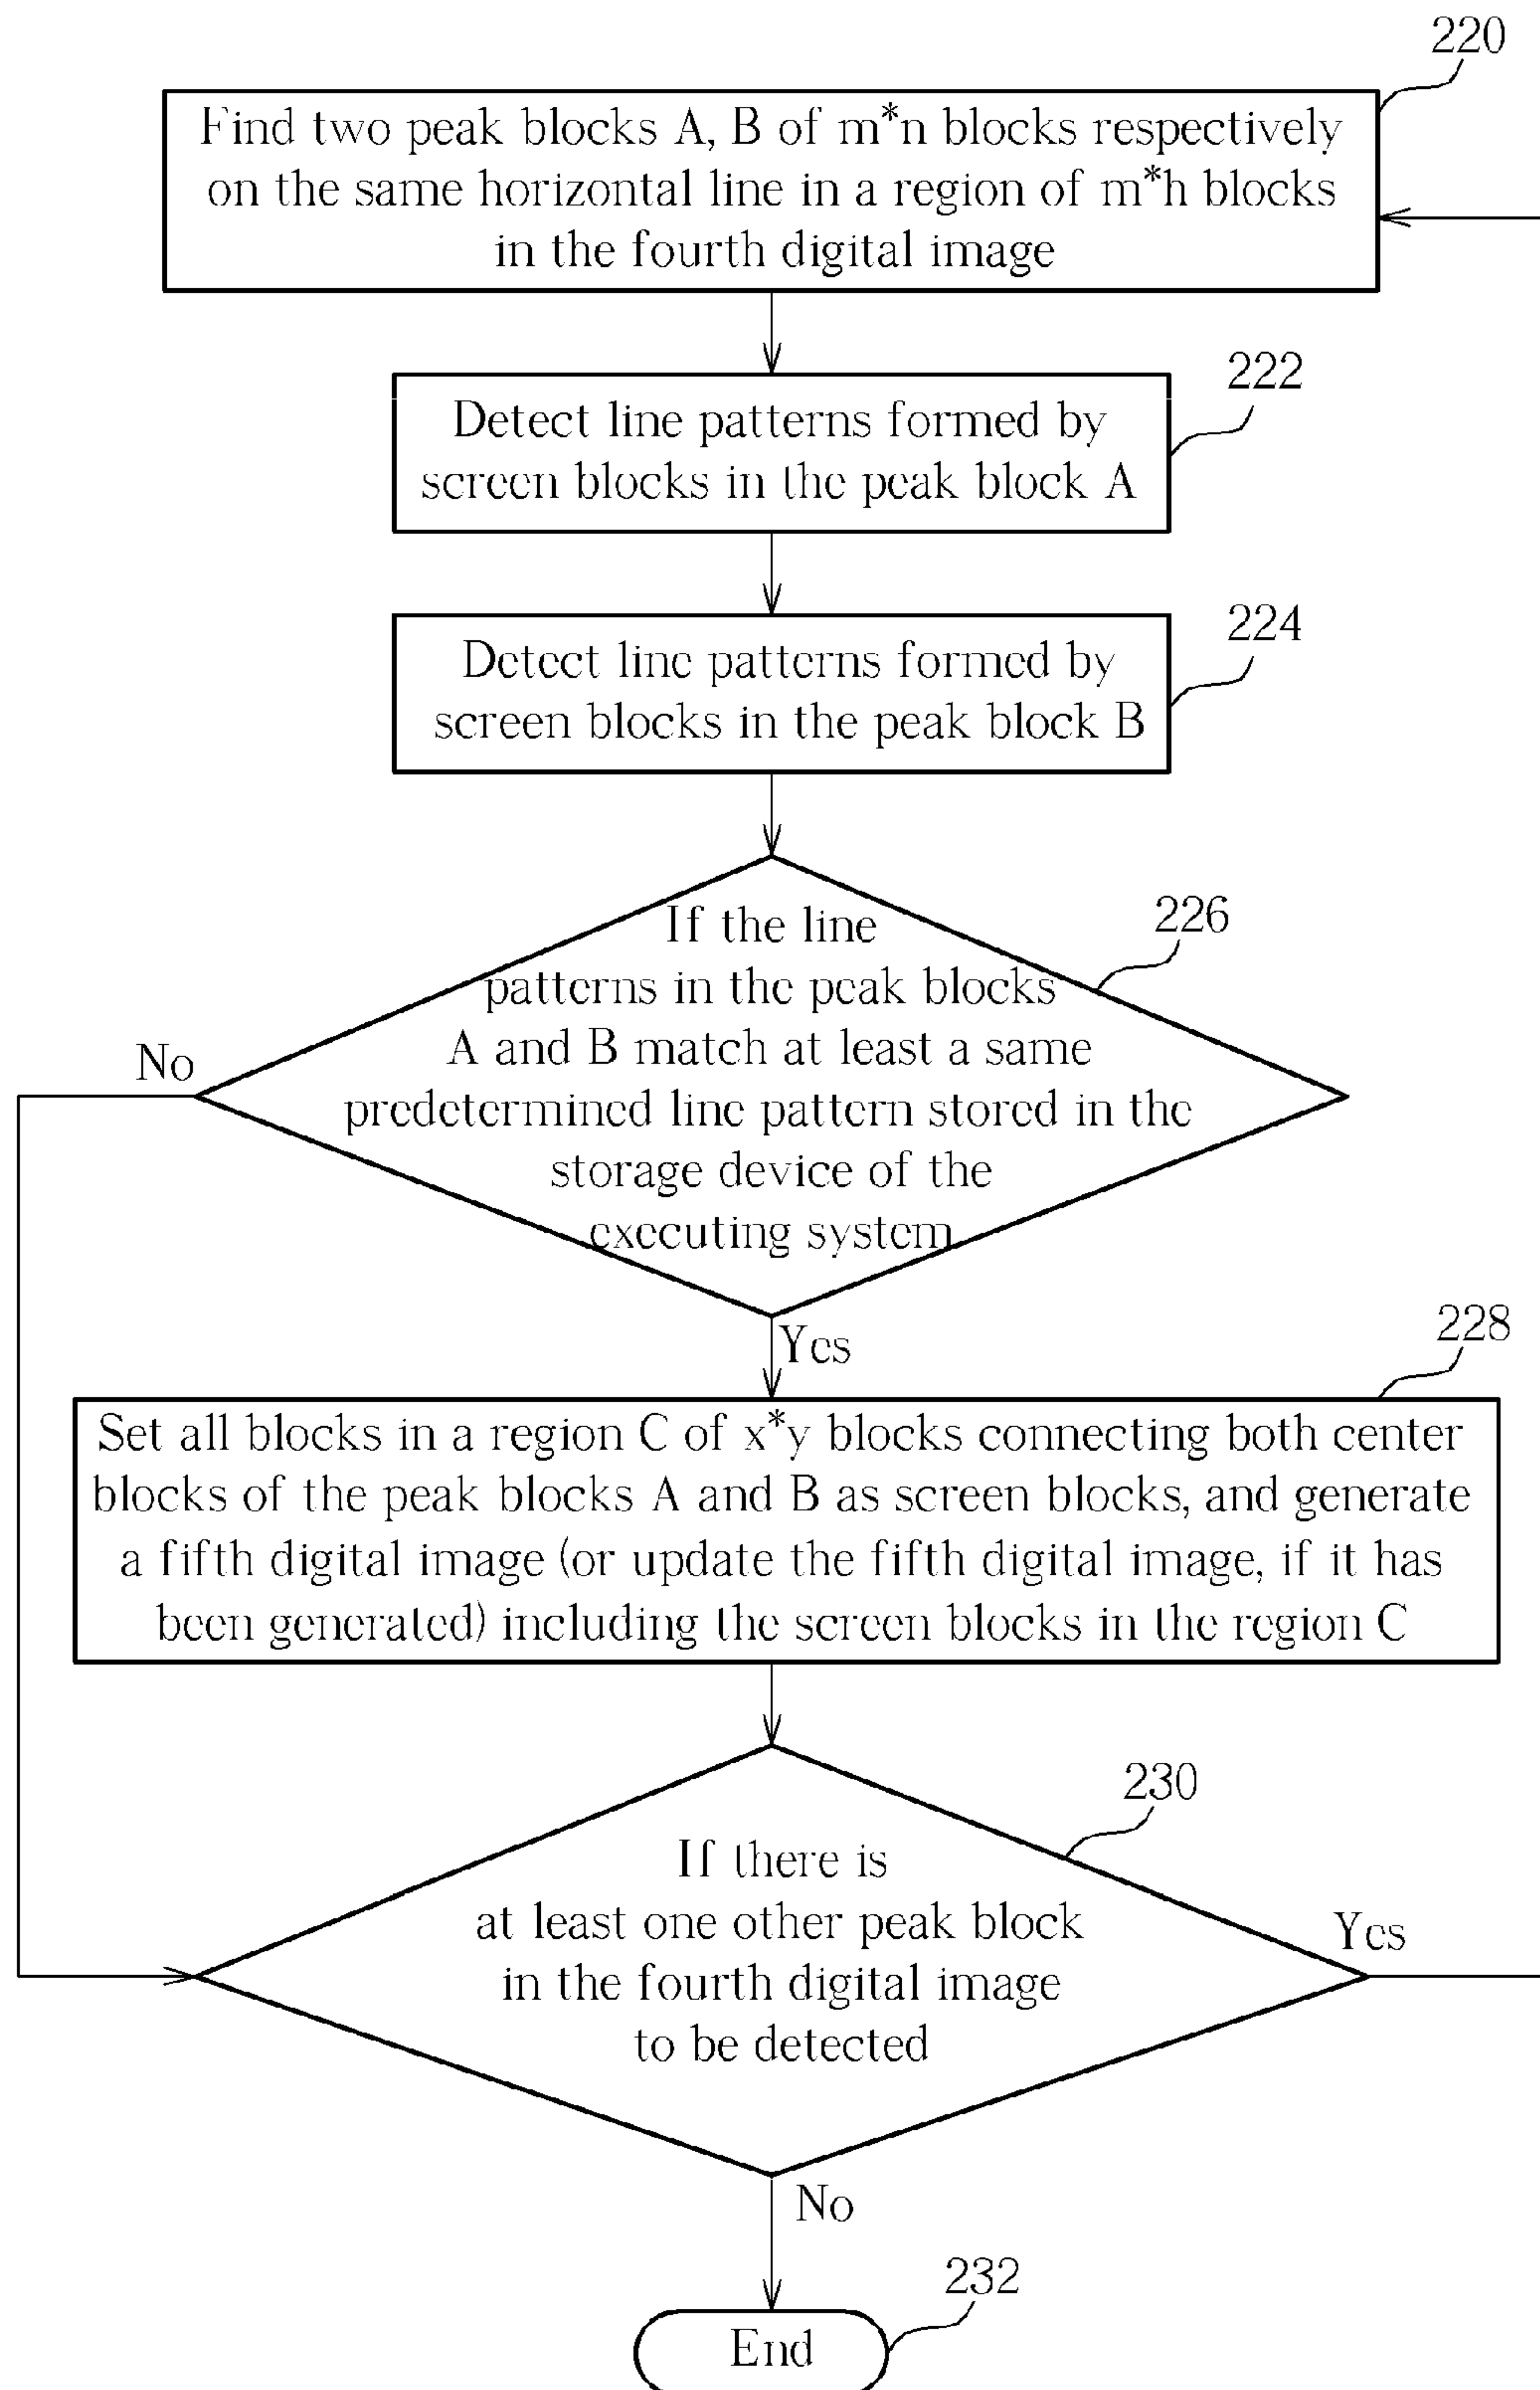 220
Find two peak blocks A, B of m*n blocks respectively
on the same horizontal line in a region of m*h blocks
in the fourth digital image
222
Detect line patterns formed by
screen blocks in the peak block A
224
Detect line patterns formed by
screen blocks in the peak block B
226
If the line
patterns in the peak blocks
A and B match at least a same
predetermined line pattern stored in the
storage device of the
executing system
No
Yes
228
Set all blocks in a region C of x*y blocks connecting both center
blocks of the peak blocks A and B as screen blocks, and generate
a fifth digital image (or update the fifth digital image, if it has
been generated) including the screen blocks in the region C
230
If there is
at least one other peak block
in the fourth digital image
to be detected
Yes
No
232
End